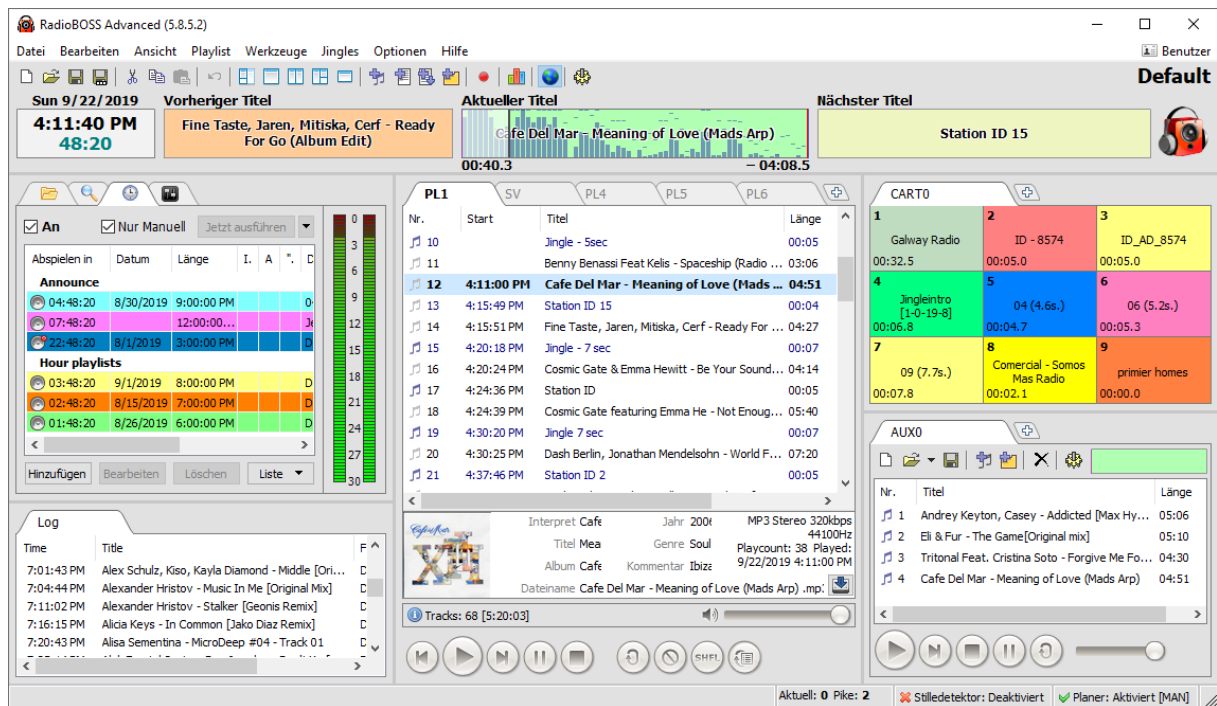 RadioBOSS Advanced (5.8.5.2)
Datei Bearbeiten Ansicht Playlist Werkzeuge Jingles Optionen Hilfe Benutzer
Default
Sun 9/22/2019 Vorheriger Titel Aktueller Titel Nächster Titel
4:11:40 PM
48:20
Fine Taste, Jaren, Mitiska, Cerf - Ready
For Go (Album Edit)
Cafe Del Mar - Meaning of Love (Mads Arp)
00:40.3 – 04:08.5
Station ID 15
An Nur Manuell Jetzt ausführen
Abspielen in Datum Länge I. A ". D
Announce
04:48:20 8/30/2019 9:00:00 PM
07:48:20 12:00:00...
22:48:20 8/1/2019 3:00:00 PM D
Hour playlists
03:48:20 9/1/2019 8:00:00 PM D
02:48:20 8/15/2019 7:00:00 PM D
01:48:20 8/26/2019 6:00:00 PM D
Hinzufügen Bearbeiten Löschen Liste
0
3
6
9
12
15
18
21
24
27
30
Log
Time Title F
7:01:43 PM Alex Schulz, Kiso, Kayla Diamond - Middle [Ori... D
7:04:44 PM Alexander Hristov - Music In Me [Original Mix] D
7:11:02 PM Alexander Hristov - Stalker [Geonis Remix]
7:16:15 PM Alicia Keys - In Common [Jako Diaz Remix] D
7:20:43 PM Alisa Sementina - MicroDeep #04 - Track 01
PL1 SV PL4 PL5 PL6
Nr. Start Titel Länge
10 Jingle - 5sec 00:05
11 Benny Benassi Feat Kelis - Spaceship (Radio ... 03:06
12 4:11:00 PM Cafe Del Mar - Meaning of Love (Mads ... 04:51
13 4:15:49 PM Station ID 15 00:04
14 4:15:51 PM Fine Taste, Jaren, Mitiska, Cerf - Ready For ... 04:27
15 4:20:18 PM Jingle - 7 sec 00:07
16 4:20:24 PM Cosmic Gate & Emma Hewitt - Be Your Sound... 04:14
17 4:24:36 PM Station ID 00:05
18 4:24:39 PM Cosmic Gate featuring Emma He - Not Enoug... 05:40
19 4:30:20 PM Jingle 7 sec 00:07
20 4:30:25 PM Dash Berlin, Jonathan Mendelsohn - World F... 07:20
21 4:37:46 PM Station ID 2 00:05
Café del Mar
XIII
Interpret Cafe Jahr 2006 MP3 Stereo 320kbps
44100Hz
Titel Mea Genre Soul Playcount: 38 Played:
Album Cafe Kommentar Ibiza 9/22/2019 4:11:00 PM
Dateiname Cafe Del Mar - Meaning of Love (Mads Arp) .mp:
Tracks: 68 [5:20:03]
SHFL
CART0
1 Galway Radio 00:32.5
2 ID - 8574 00:05.0
3 ID_AD_8574 00:05.0
4 Jingleintro
[1-0-19-8] 00:06.8
5 04 (4.6s.) 00:04.7
6 06 (5.2s.) 00:05.3
7 09 (7.7s.) 00:07.8
8 Comercial - Somos
Mas Radio 00:02.1
9 primier homes 00:00.0
AUX0
Nr. Titel Länge
1 Andrey Keyton, Casey - Addicted [Max Hy... 05:06
2 Eli & Fur - The Game[Original mix] 05:10
3 Tritonal Feat. Cristina Soto - Forgive Me Fo... 04:30
4 Cafe Del Mar - Meaning of Love (Mads Arp) 04:51
Aktuell: 0 Pike: 2 Stilledetektor: Deaktiviert Planer: Aktiviert [MAN]